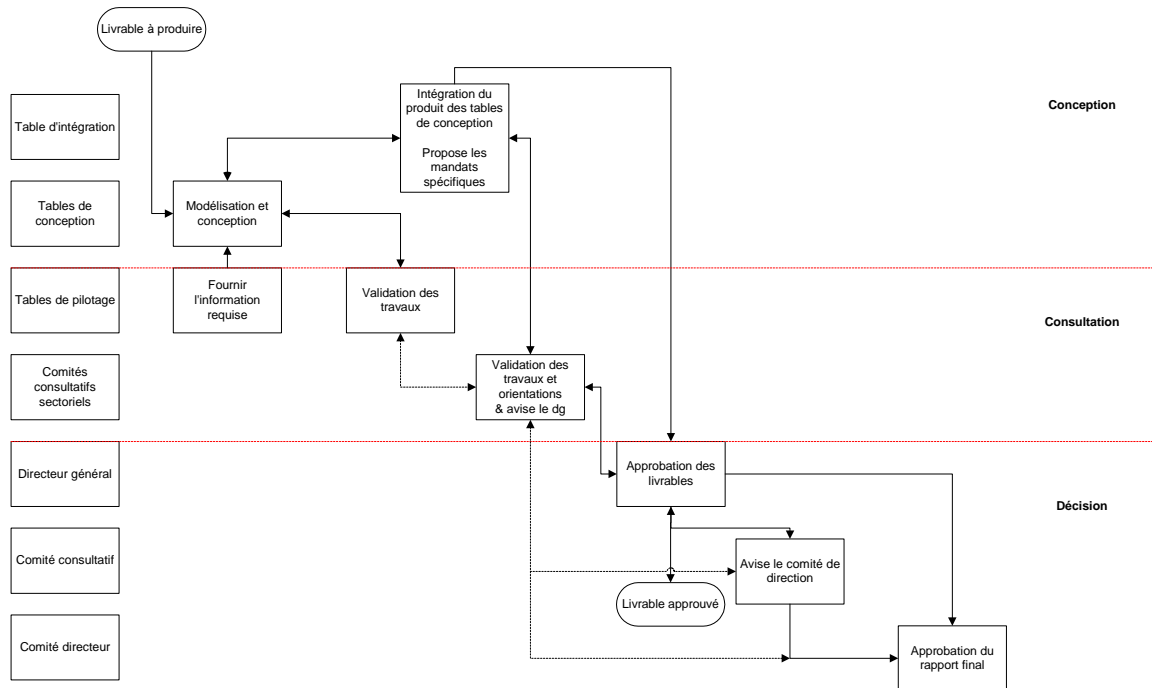 Livrable à produire
Table d'intégration
Intégration du
produit des tables
de conception
Propose les
mandats
spécifiques
Conception
Tables de
conception
Modélisation et
conception
Tables de pilotage
Fournir
l'information
requise
Validation des
travaux
Consultation
Comités
consultatifs
sectoriels
Validation des
travaux et
orientations
& avise le dg
Directeur général
Approbation des
livrables
Décision
Comité consultatif
Avise le comité de
direction
Livrable approuvé
Comité directeur
Approbation du
rapport final